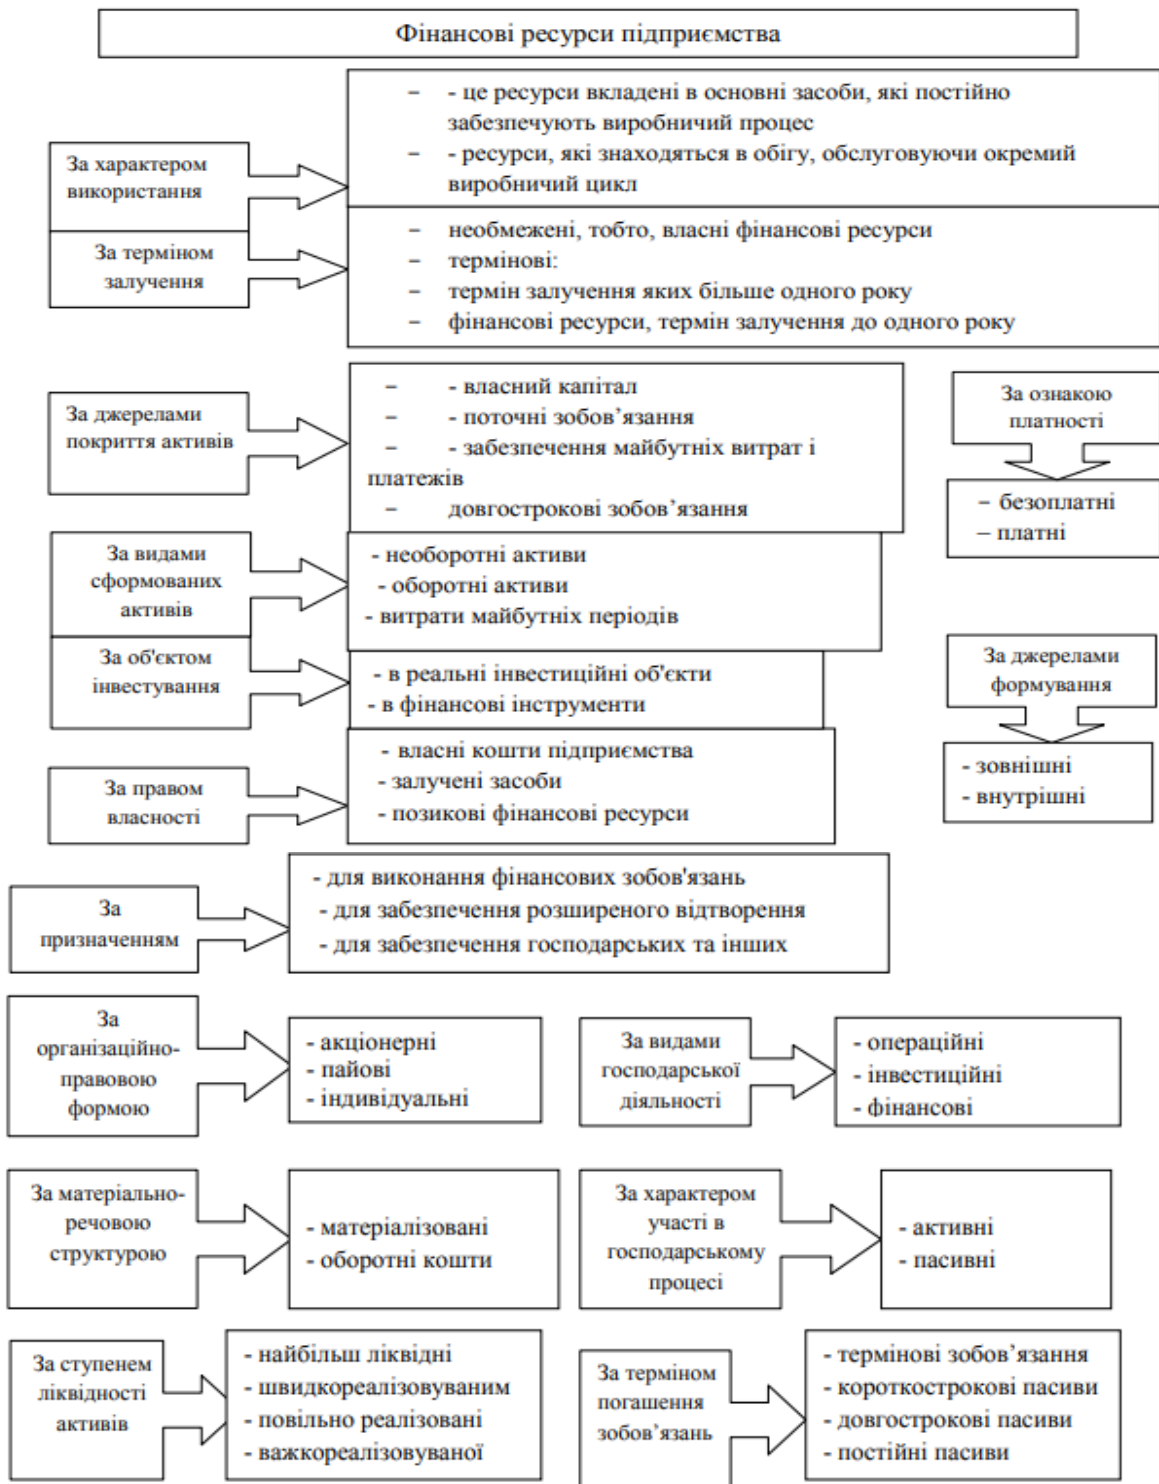 Фінансові ресурси підприємства
За характером
використання
– - це ресурси вкладені в основні засоби, які постійно
забезпечують виробничий процес
– - ресурси, які знаходяться в обігу, обслуговуючи окремий
виробничий цикл
За терміном
залучення
– необмежені, тобто, власні фінансові ресурси
– термінові:
– термін залучення яких більше одного року
– фінансові ресурси, термін залучення до одного року
За джерелами
покриття активів
– - власний капітал
– - поточні зобов’язання
– - забезпечення майбутніх витрат і
платежів
– довгострокові зобов’язання
За ознакою
платності
– безоплатні
– платні
За видами
сформованих
активів
- необоротні активи
- оборотні активи
- витрати майбутніх періодів
За об'єктом
інвестування
- в реальні інвестиційні об'єкти
- в фінансові інструменти
За джерелами
формування
- зовнішні
- внутрішні
За правом
власності
- власні кошти підприємства
- залучені засоби
- позикові фінансові ресурси
За
призначенням
- для виконання фінансових зобов'язань
- для забезпечення розширеного відтворення
- для забезпечення господарських та інших
За
організаційно-
правовою
формою
- акціонерні
- пайові
- індивідуальні
За видами
господарської
діяльності
- операційні
- інвестиційні
- фінансові
За матеріально-
речовою
структурою
- матеріалізовані
- оборотні кошти
За характером
участі в
господарському
процесі
- активні
- пасивні
За ступенем
ліквідності
активів
- найбільш ліквідні
- швидкореалізовуваним
- повільно реалізовані
- важкореалізовуваної
За терміном
погашення
зобов’язань
- термінові зобов’язання
- короткострокові пасиви
- довгострокові пасиви
- постійні пасиви